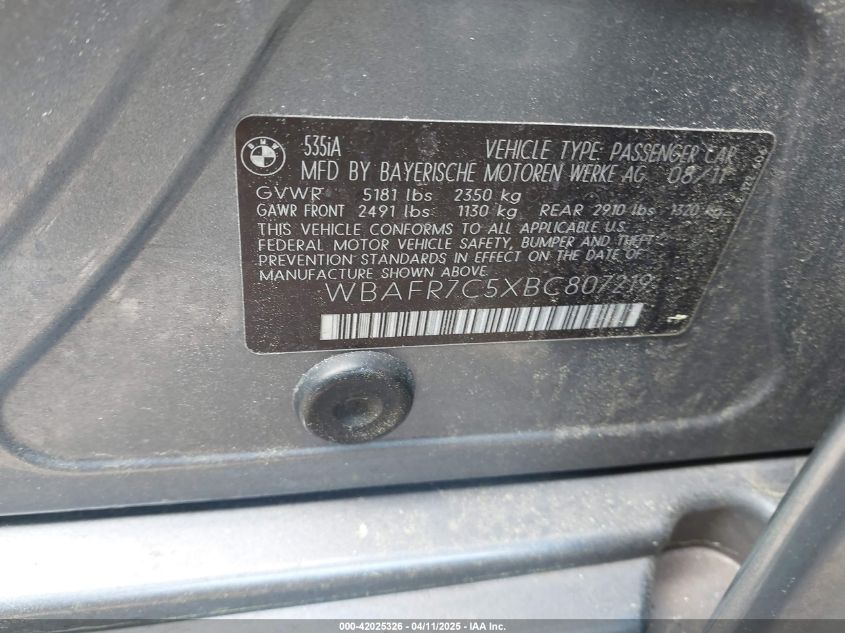 BMW
535iA VEHICLE TYPE: PASSENGER CAR
MFD BY BAYERISCHE MOTOREN WERKE AG 08/11
GVWR 5181 lbs 2350 kg
GAWR FRONT 2491 lbs 1130 kg REAR 2910 lbs 1320 kg
THIS VEHICLE CONFORMS TO ALL APPLICABLE U.S.
FEDERAL MOTOR VEHICLE SAFETY, BUMPER AND THEFT
PREVENTION STANDARDS IN EFFECT ON THE DATE OF
MANUFACTURE SHOWN ABOVE.
WBAFR7C5XBC807219
000-42025326 - 04/11/2025 - IAA Inc.